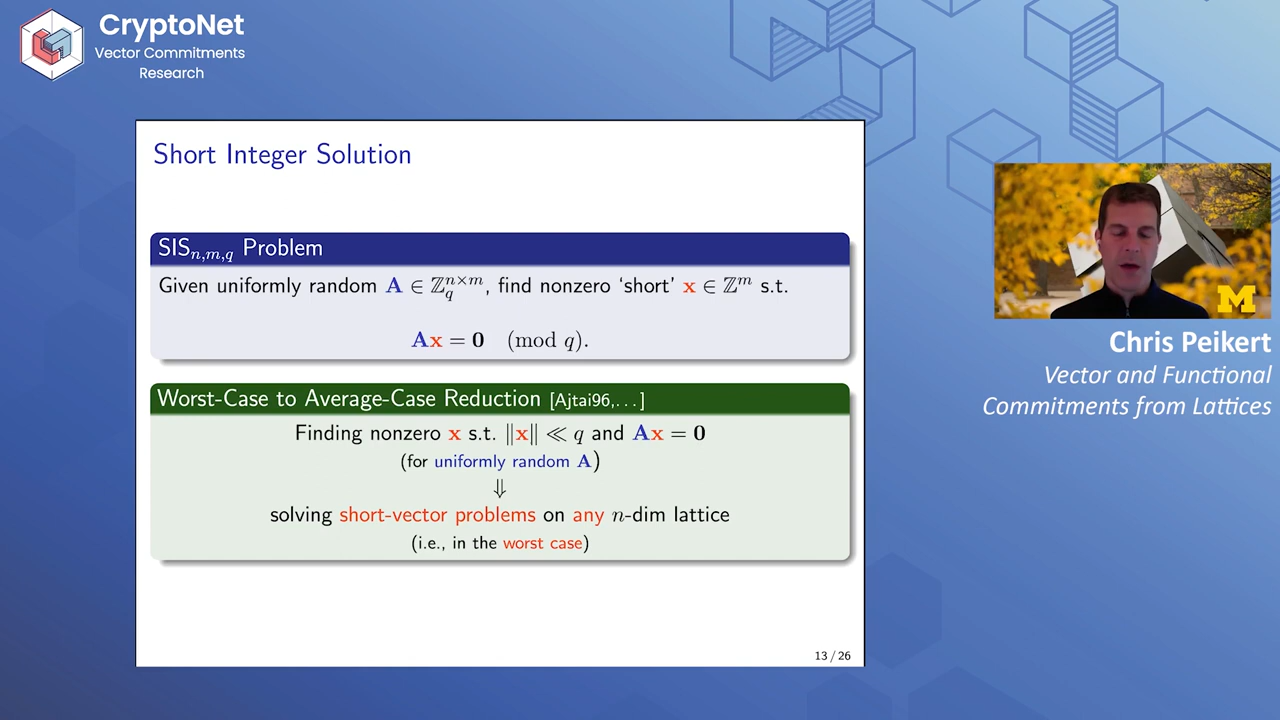 CryptoNet
Vector Commitments
Research
Short Integer Solution
SISₙ,ₘ,q Problem
Given uniformly random A ∈ ℤ_q^{n×m}, find nonzero ‘short’ x ∈ ℤ^m s.t.
Ax = 0 (mod q).
Worst-Case to Average-Case Reduction [Ajtai96,...]
Finding nonzero x s.t. ‖x‖ ≪ q and Ax = 0
(for uniformly random A)
⇓
solving short-vector problems on any n-dim lattice
(i.e., in the worst case)
13 / 26
M
Chris Peikert
Vector and Functional
Commitments from Lattices